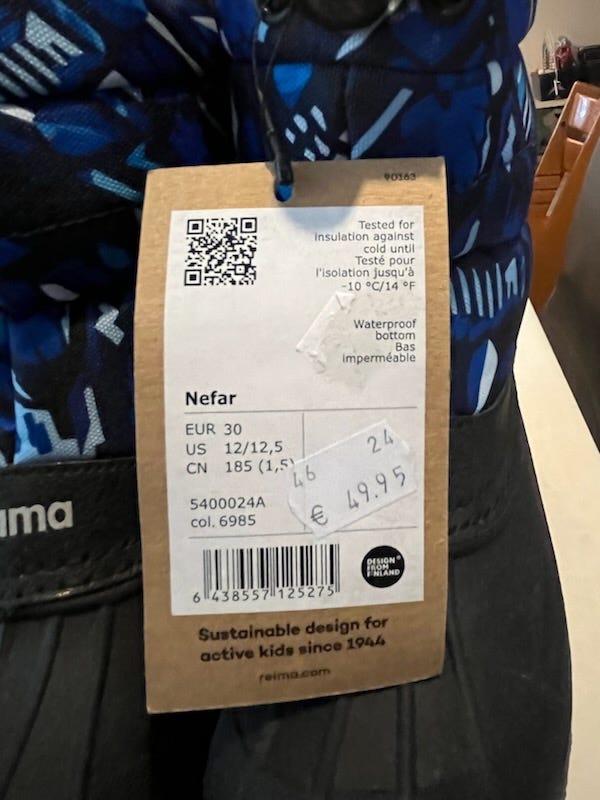 90163
Tested for
insulation against
cold until
Testé pour
l'isolation jusqu'à
-10 °C/14 °F
Waterproof
bottom
Bas
imperméable
Nefar
EUR 30
US 12/12,5
CN 185 (1,5)
46 24
€ 49.95
5400024A
col. 6985
6 438557 125275
DESIGN
FROM
FINLAND
Sustainable design for
active kids since 1944
reima.com
ima